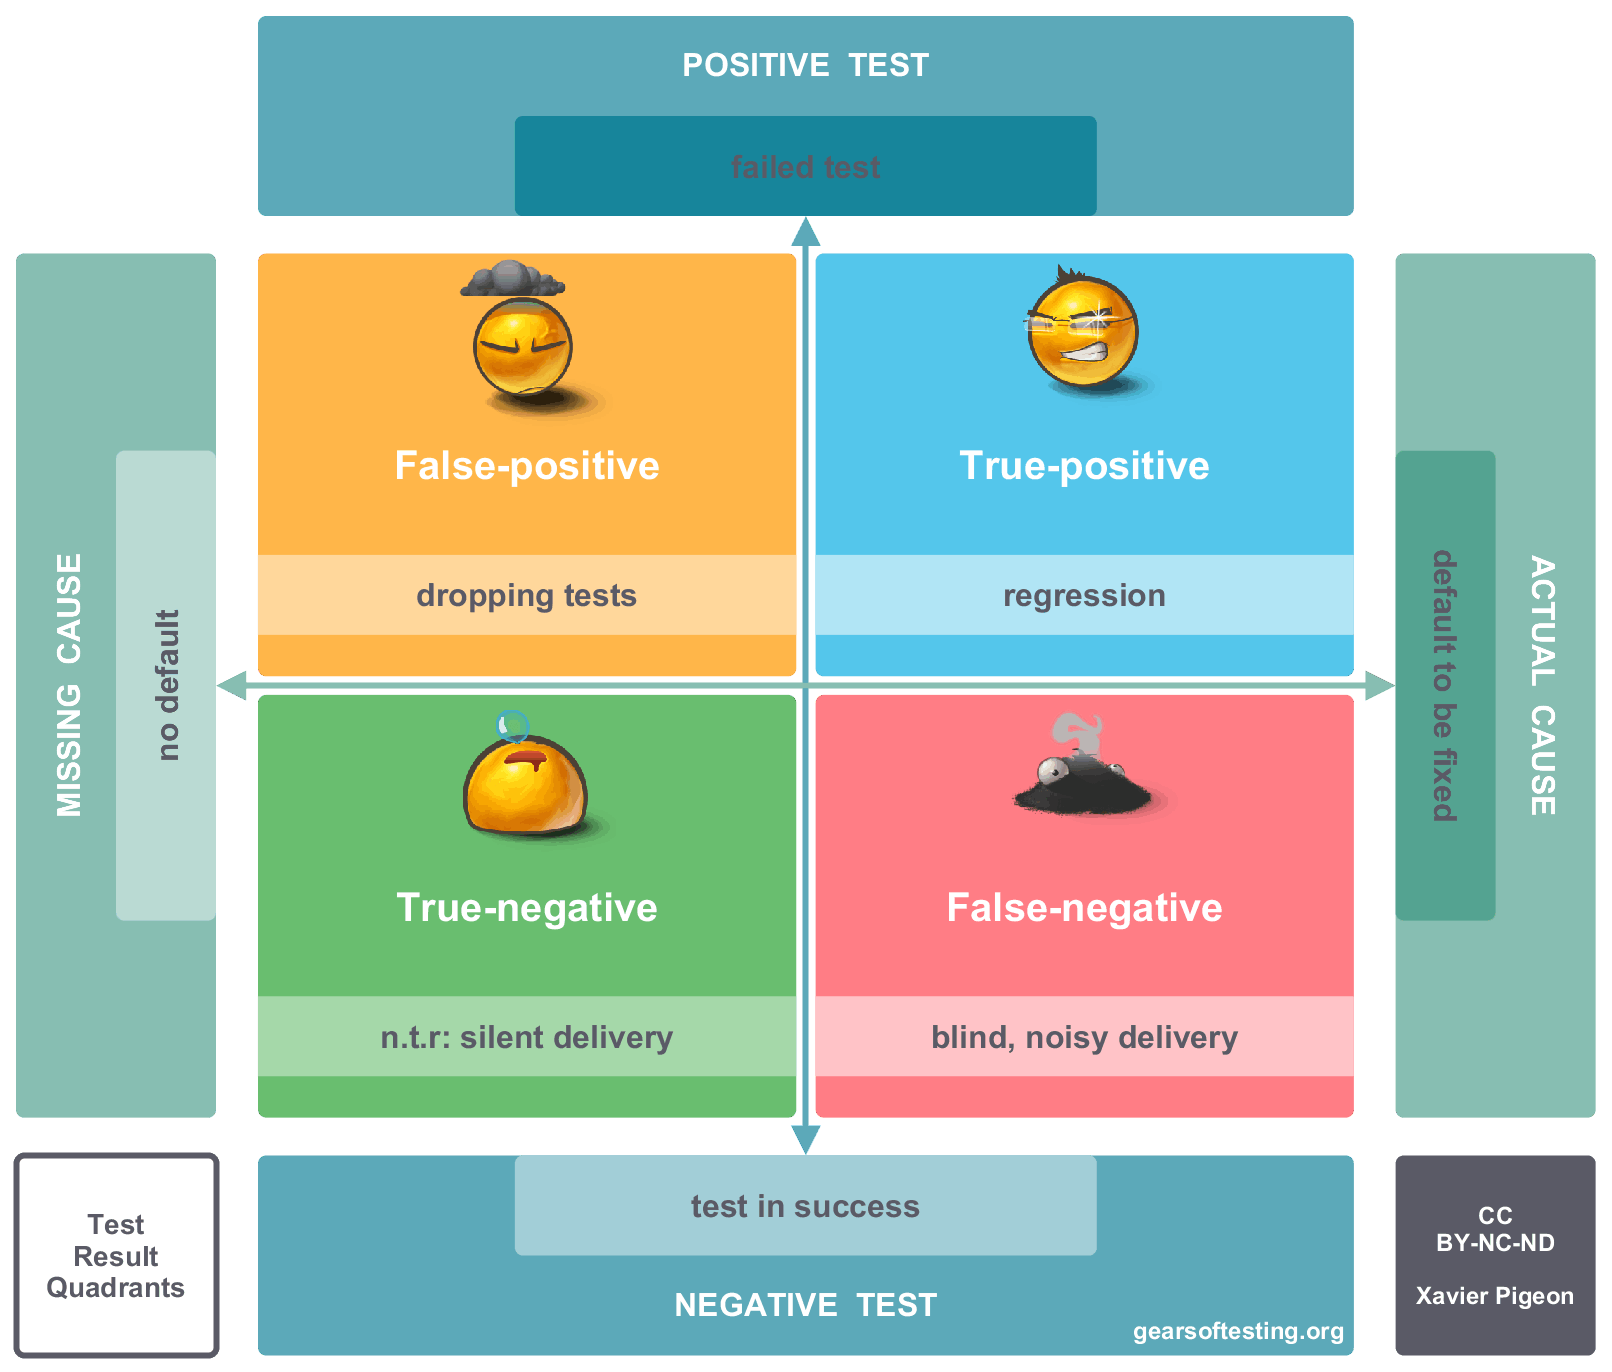 POSITIVE TEST
failed test
False-positive
dropping tests
True-positive
regression
MISSING CAUSE
no default
default to be fixed
ACTUAL CAUSE
True-negative
n.t.r: silent delivery
False-negative
blind, noisy delivery
Test
Result
Quadrants
test in success
NEGATIVE TEST
gearsoftesting.org
CC
BY-NC-ND
Xavier Pigeon